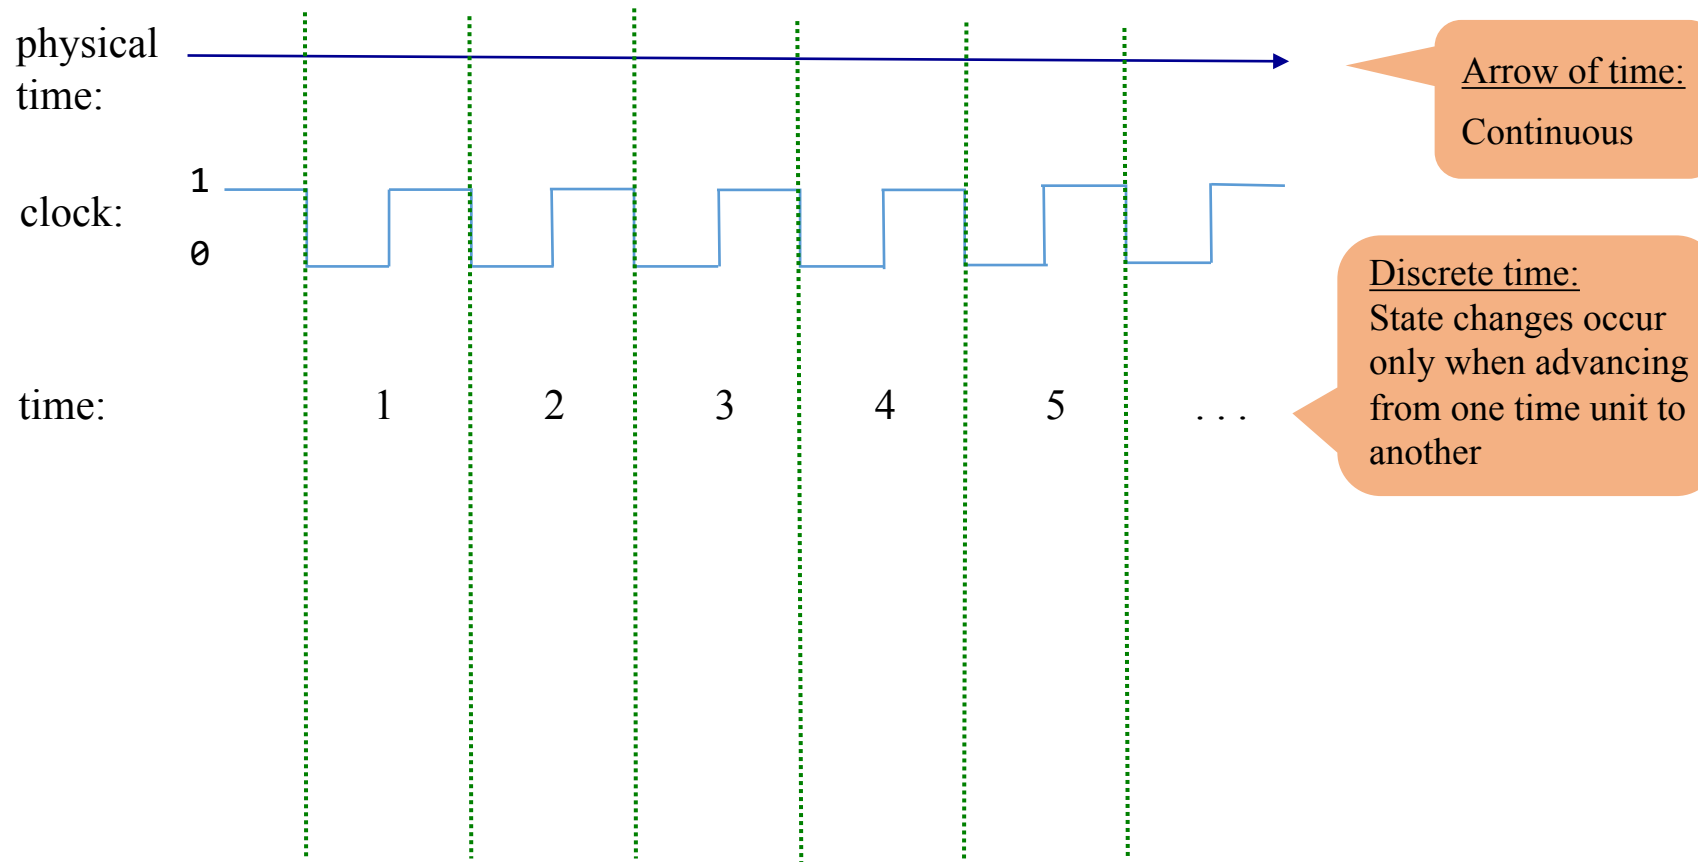 physical
time:
Arrow of time:
Continuous
1
clock:
0
Discrete time:
State changes occur
only when advancing
from one time unit to
another
time: 1 2 3 4 5 . . .